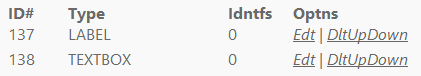 ID# Type Idntfs Optns
137 LABEL 0 Edt | DltUpDown
138 TEXTBOX 0 Edt | DltUpDown